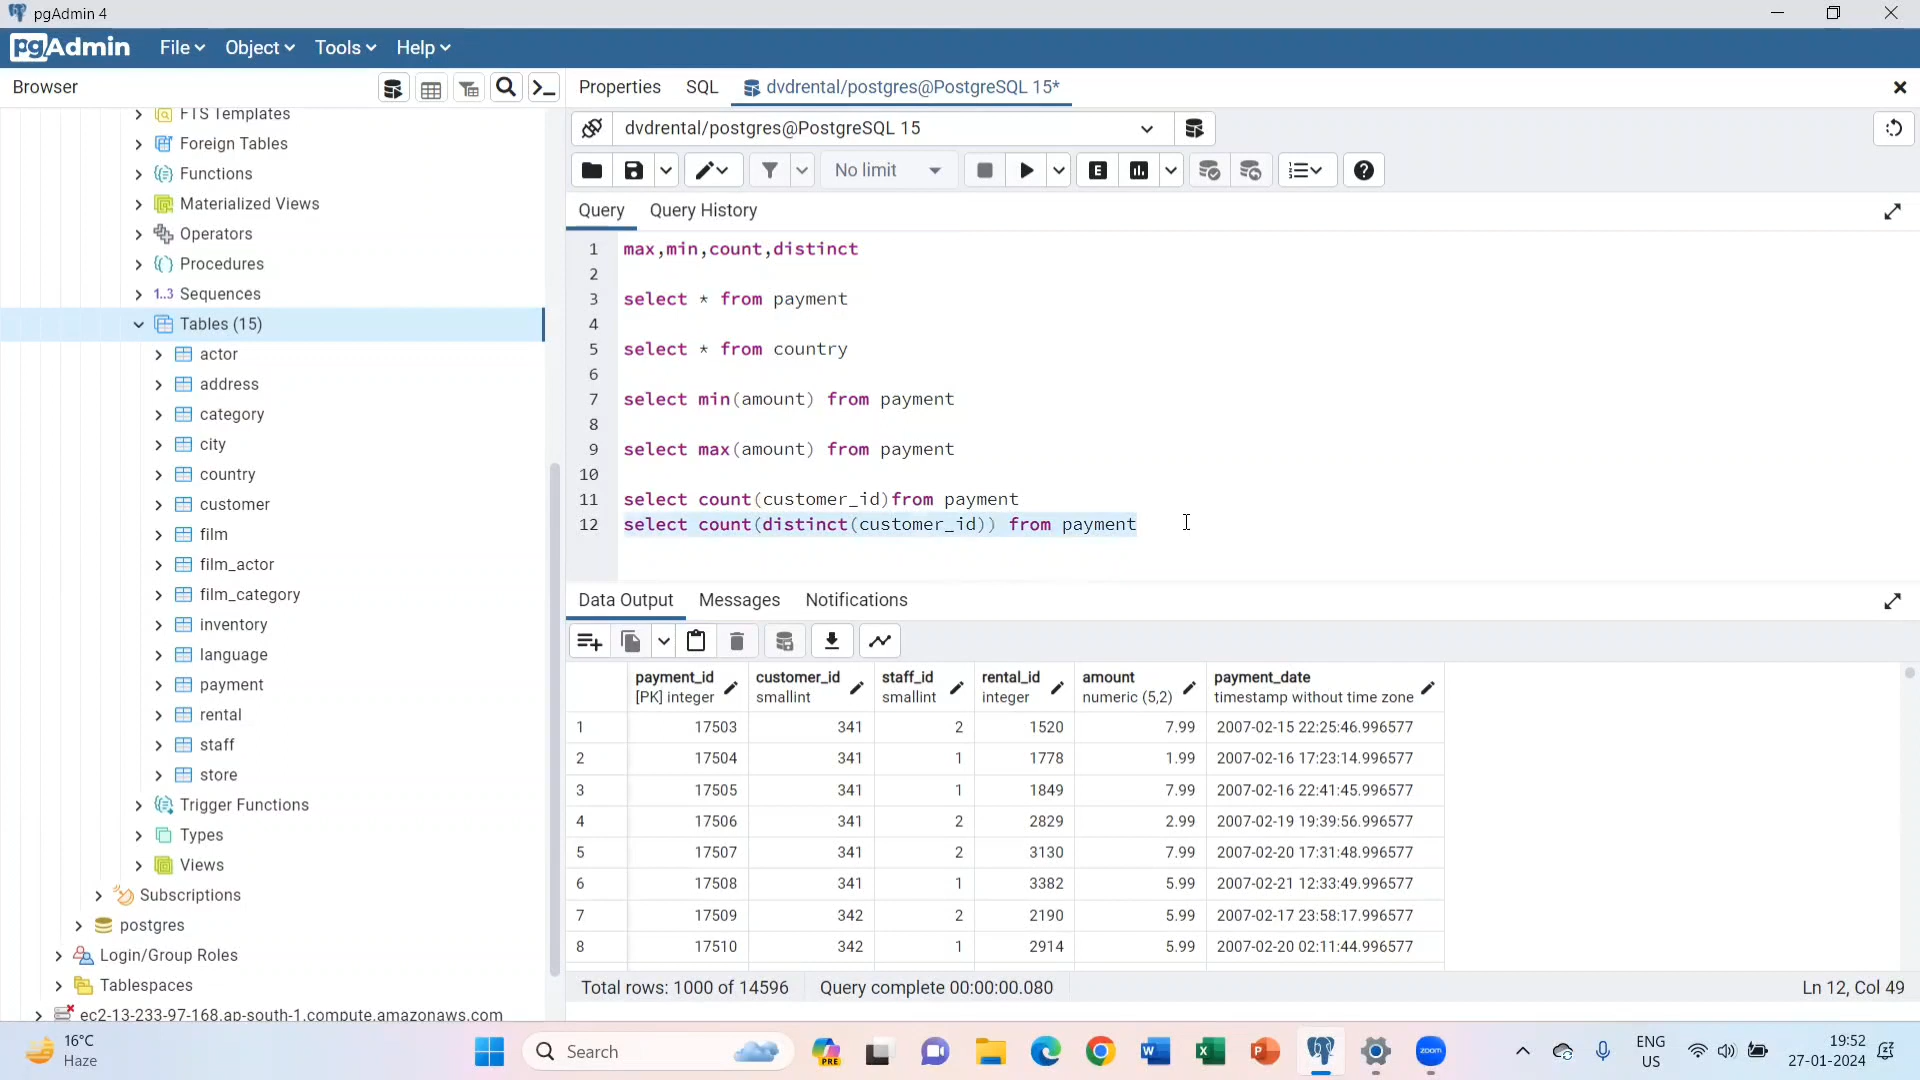 pgAdmin 4
pgAdmin File Object Tools Help
Browser
Properties SQL dvdrental/postgres@PostgreSQL 15*
FTS Templates
Foreign Tables
Functions
Materialized Views
Operators
Procedures
1..3 Sequences
Tables (15)
actor
address
category
city
country
customer
film
film_actor
film_category
inventory
language
payment
rental
staff
store
Trigger Functions
Types
Views
Subscriptions
postgres
Login/Group Roles
Tablespaces
ec2-13-233-97-168.ap-south-1.compute.amazonaws.com
dvdrental/postgres@PostgreSQL 15
No limit E
Query Query History
1 max,min,count,distinct
2
3 select * from payment
4
5 select * from country
6
7 select min(amount) from payment
8
9 select max(amount) from payment
10
11 select count(customer_id)from payment
12 select count(distinct(customer_id)) from payment
Data Output Messages Notifications
payment_id customer_id staff_id rental_id amount payment_date
[PK] integer smallint smallint integer numeric (5,2) timestamp without time zone
1 17503 341 2 1520 7.99 2007-02-15 22:25:46.996577
2 17504 341 1 1778 1.99 2007-02-16 17:23:14.996577
3 17505 341 1 1849 7.99 2007-02-16 22:41:45.996577
4 17506 341 2 2829 2.99 2007-02-19 19:39:56.996577
5 17507 341 2 3130 7.99 2007-02-20 17:31:48.996577
6 17508 341 1 3382 5.99 2007-02-21 12:33:49.996577
7 17509 342 2 2190 5.99 2007-02-17 23:58:17.996577
8 17510 342 1 2914 5.99 2007-02-20 02:11:44.996577
Total rows: 1000 of 14596 Query complete 00:00:00.080 Ln 12, Col 49
16°C
Haze
Search
PRE
zoom
ENG
US
19:52
27-01-2024